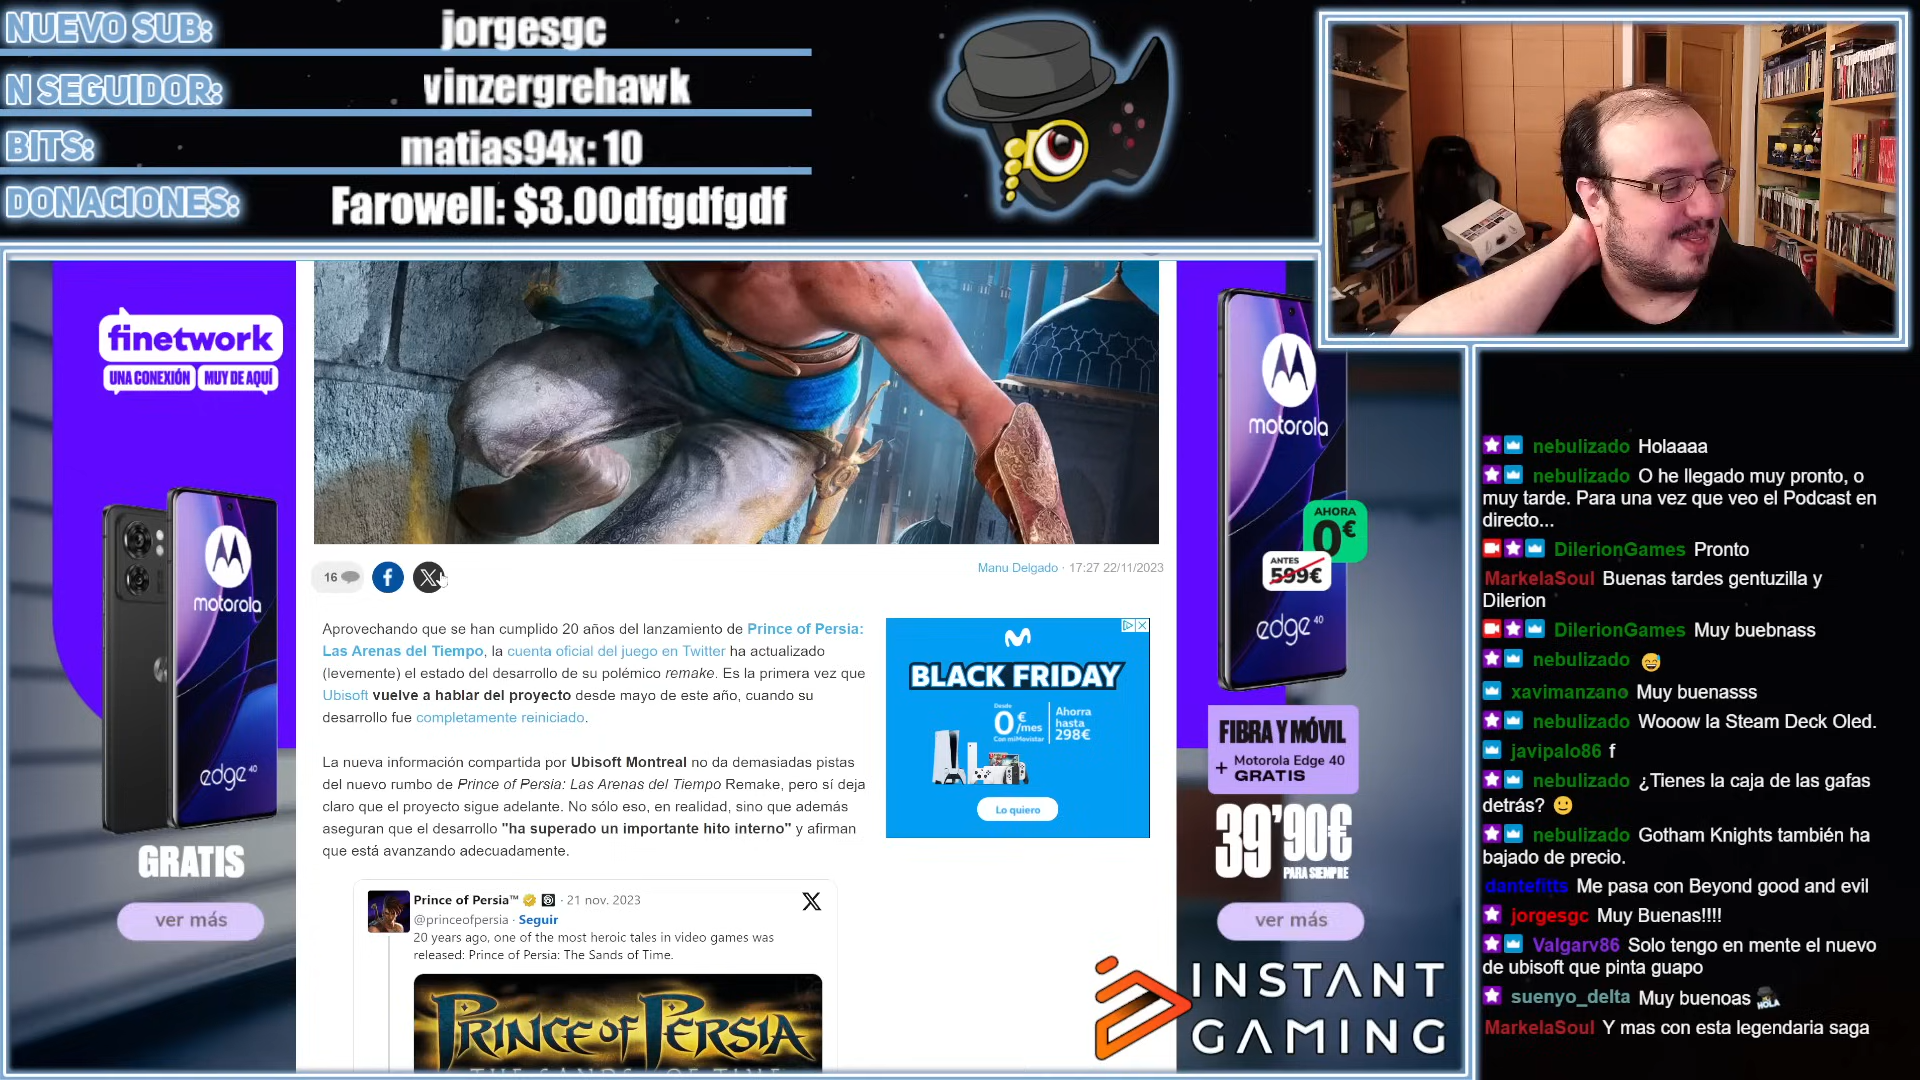 NUEVO SUB: jorgesgc
N SEGUIDOR: vinzergrehawk
BITS: matias94x: 10
DONACIONES: Farowell: $3.00dfgdfgdf
finetwork
UNA CONEXIÓN MUY DE AQUÍ
motorola
edge 40
GRATIS
ver más
16
Manu Delgado · 17:27 22/11/2023
Aprovechando que se han cumplido 20 años del lanzamiento de Prince of Persia:
Las Arenas del Tiempo, la cuenta oficial del juego en Twitter ha actualizado
(levemente) el estado del desarrollo de su polémico remake. Es la primera vez que
Ubisoft vuelve a hablar del proyecto desde mayo de este año, cuando su
desarrollo fue completamente reiniciado.
La nueva información compartida por Ubisoft Montreal no da demasiadas pistas
del nuevo rumbo de Prince of Persia: Las Arenas del Tiempo Remake, pero sí deja
claro que el proyecto sigue adelante. No sólo eso, en realidad, sino que además
aseguran que el desarrollo "ha superado un importante hito interno" y afirman
que está avanzando adecuadamente.
Prince of Persia™ · 21 nov. 2023
@princeofpersia · Seguir
20 years ago, one of the most heroic tales in video games was
released: Prince of Persia: The Sands of Time.
PRINCE OF PERSIA
THE SANDS OF TIME
BLACK FRIDAY
Desde
0€/mes
Con miMovistar
Ahorra
hasta
298€
Lo quiero
motorola
AHORA
0€
ANTES
599€
edge 40
FIBRA Y MÓVIL
+ Motorola Edge 40
GRATIS
39'90€
PARA SIEMPRE
ver más
INSTANT
GAMING
nebulizado Holaaaa
nebulizado O he llegado muy pronto, o
muy tarde. Para una vez que veo el Podcast en
directo...
DilerionGames Pronto
MarkelaSoul Buenas tardes gentuzilla y
Dilerion
DilerionGames Muy buebnass
nebulizado 😅
xavimanzano Muy buenasss
nebulizado Wooow la Steam Deck Oled.
javipalo86 f
nebulizado ¿Tienes la caja de las gafas
detrás? 🙂
nebulizado Gotham Knights también ha
bajado de precio.
dantefitts Me pasa con Beyond good and evil
jorgesgc Muy Buenas!!!!
Valgarv86 Solo tengo en mente el nuevo
de ubisoft que pinta guapo
suenyo_delta Muy buenoas HOLA
MarkelaSoul Y mas con esta legendaria saga